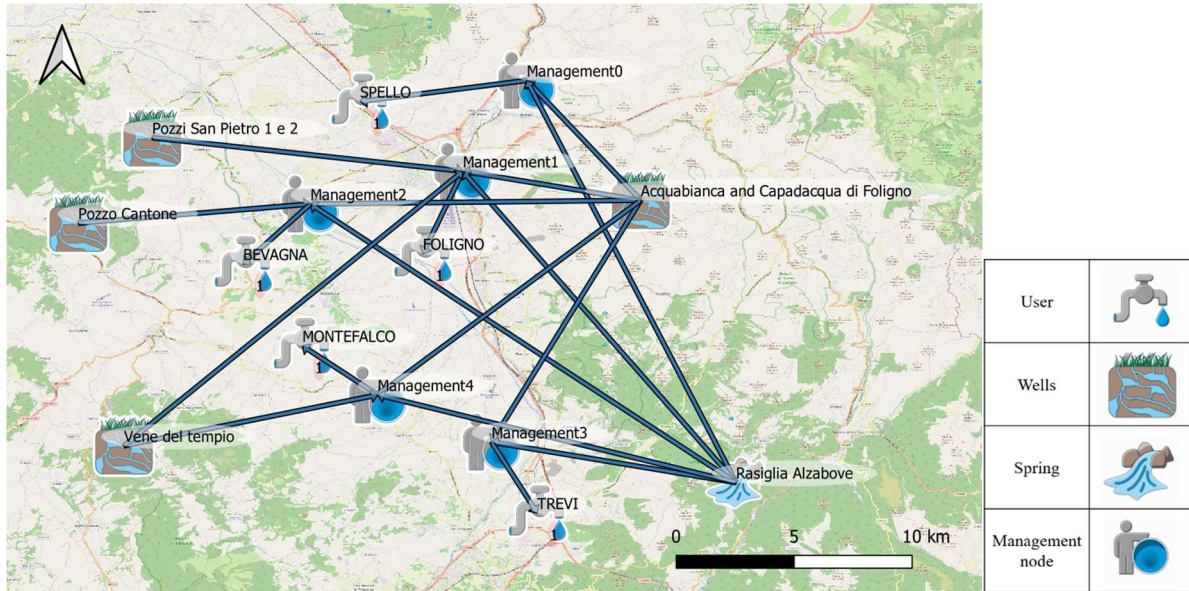 Management0
SPELLO
1
Pozzi San Pietro 1 e 2
Management1
Acquabianca and Capadacqua di Foligno
Management2
Pozzo Cantone
FOLIGNO
1
BEVAGNA
1
MONTEFALCO
1
Management4
Vene del tempio
Management3
Rasiglia Alzabove
TREVI
1
0 5 10 km
User
Wells
Spring
Management
node